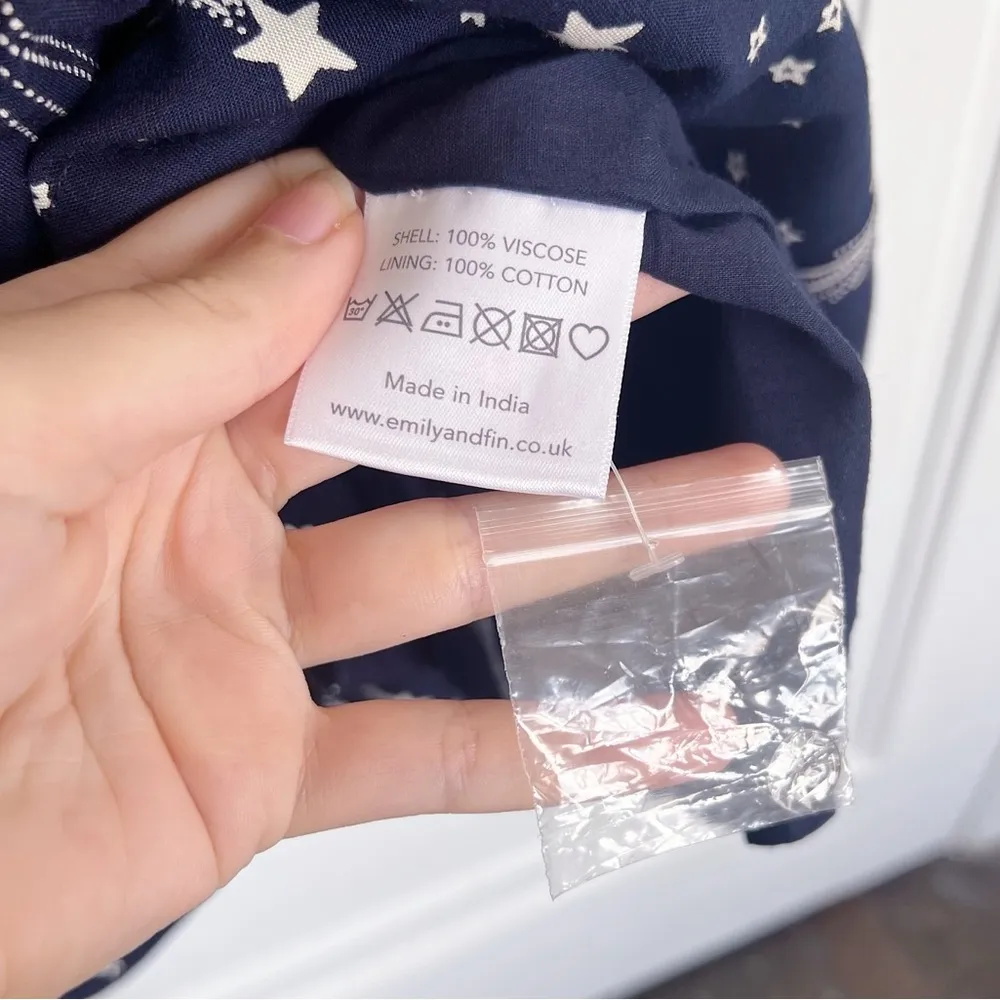 SHELL: 100% VISCOSE
LINING: 100% COTTON
30°
Made in India
www.emilyandfin.co.uk